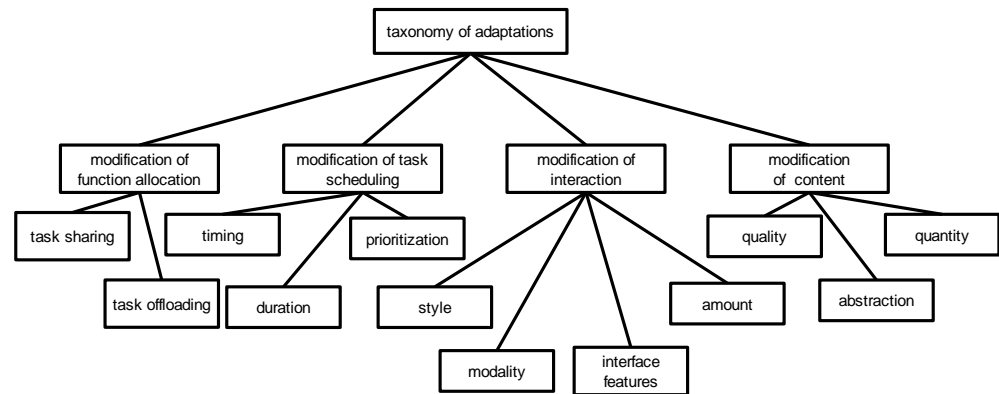 taxonomy of adaptations
modification of
function allocation
modification of task
scheduling
modification of
interaction
modification
of content
task sharing
timing
prioritization
quality
quantity
task offloading
duration
style
amount
abstraction
modality
interface
features